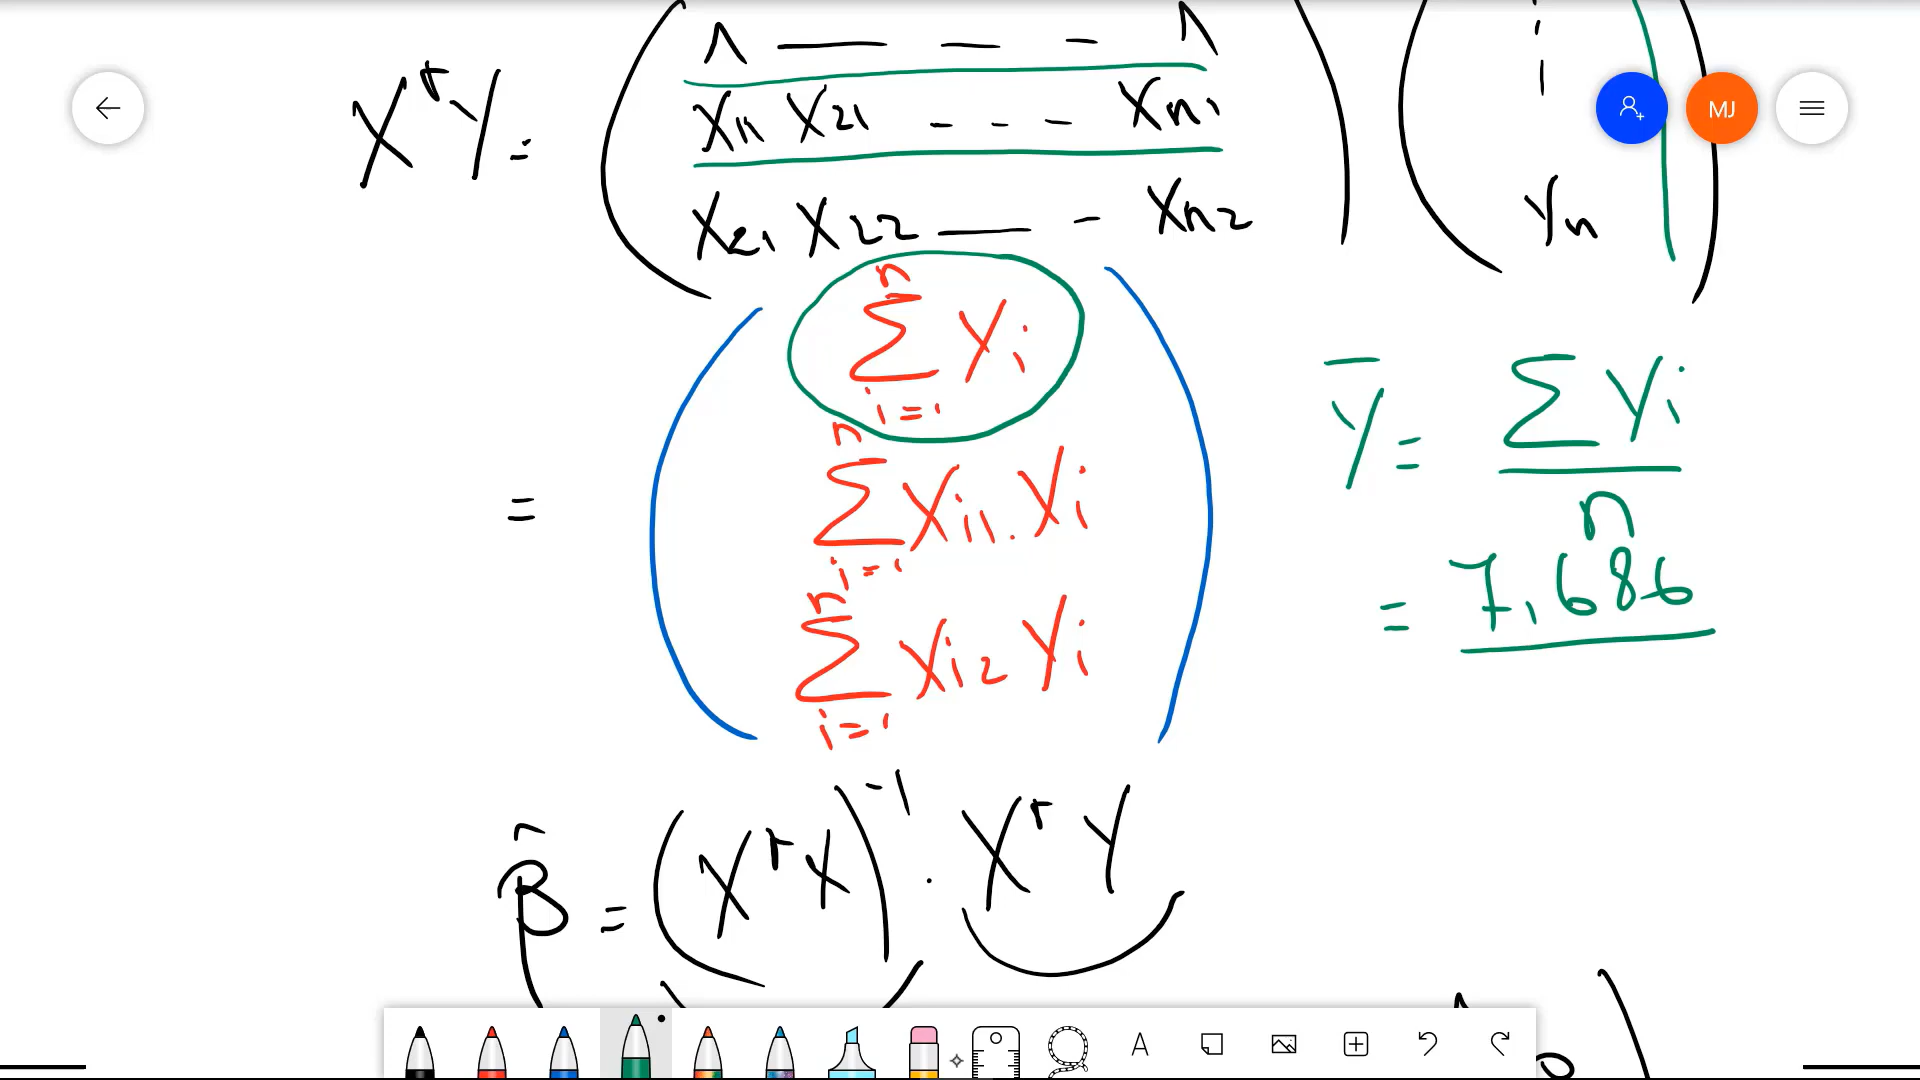 1 — — - 1
XᵀY = X11 X21 - - - Xn1
X21 X22 — - Xn2
Yn
MJ
n
Σ Yi
i=1
Ȳ = Σ Yi
n
= 7,686
=
n
Σ Xi1 . Yi
i=1
n
Σ Xi2 Yi
i=1
β̂ = (XᵀX)⁻¹ . XᵀY
A